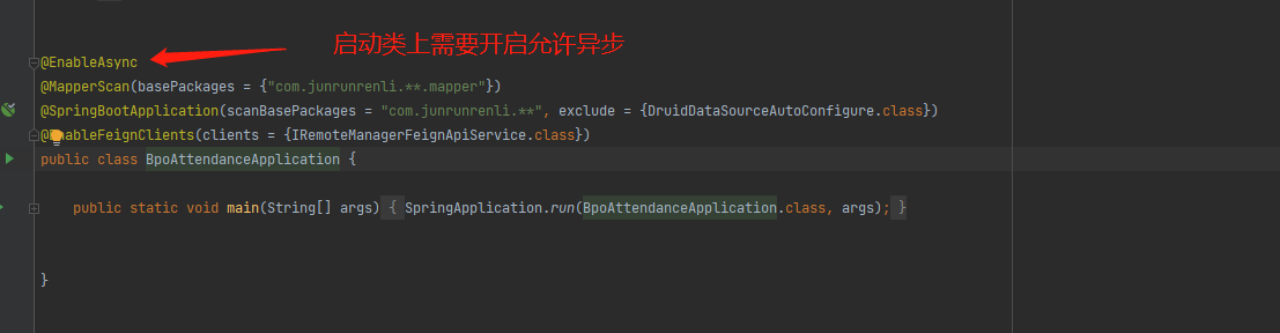 启动类上需要开启允许异步
@EnableAsync
@MapperScan(basePackages = {"com.junrunrenli.**.mapper"})
@SpringBootApplication(scanBasePackages = "com.junrunrenli.**", exclude = {DruidDataSourceAutoConfigure.class})
@EnableFeignClients(clients = {IRemoteManagerFeignApiService.class})
public class BpoAttendanceApplication {
public static void main(String[] args) { SpringApplication.run(BpoAttendanceApplication.class, args); }
}